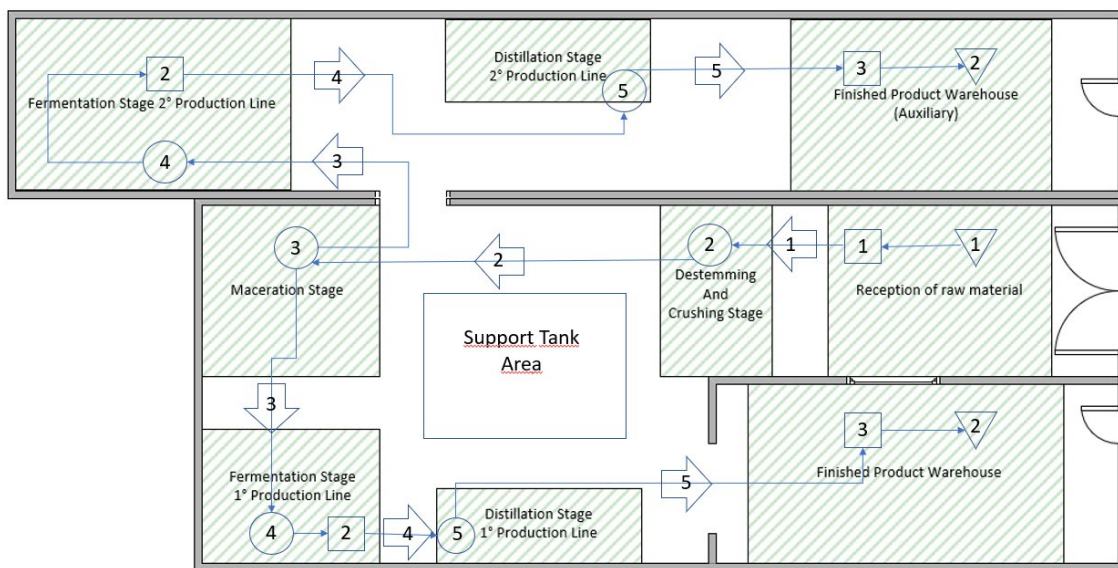 2
4
5
Distillation Stage
2° Production Line
5
3
2
Fermentation Stage 2° Production Line
Finished Product Warehouse
(Auxiliary)
4
3
3
Maceration Stage
2
2
Destemming
And
Crushing Stage
1
1
1
Reception of raw material
Support Tank
Area
3
Fermentation Stage
1° Production Line
4
2
4
5
Distillation Stage
1° Production Line
5
3
2
Finished Product Warehouse